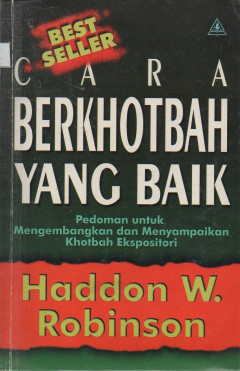 BEST
SELLER
CARA
BERKHOTBAH
YANG BAIK
Pedoman untuk
Mengembangkan dan Menyampaikan
Khotbah Ekspositori
Haddon W.
Robinson